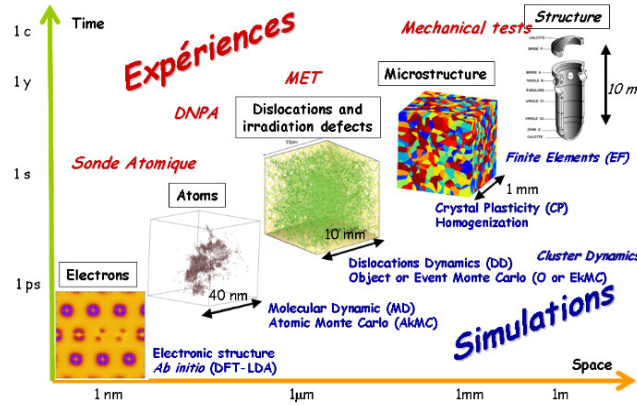 Time
1 c
1 y
1 s
1 ps
Expériences
Mechanical tests
Structure
MET
DNPA
Sonde Atomique
Microstructure
Dislocations and
irradiation defects
Atoms
Electrons
10 m
CALOTTE
Finite Elements (EF)
1 mm
Crystal Plasticity (CP)
Homogenization
10 mm
Dislocations Dynamics (DD)
Object or Event Monte Carlo (O or EkMC)
Cluster Dynamics
40 nm
Molecular Dynamic (MD)
Atomic Monte Carlo (AkMC)
Electronic structure
Ab initio (DFT-LDA)
Simulations
Space
1 nm
1µm
1mm
1m